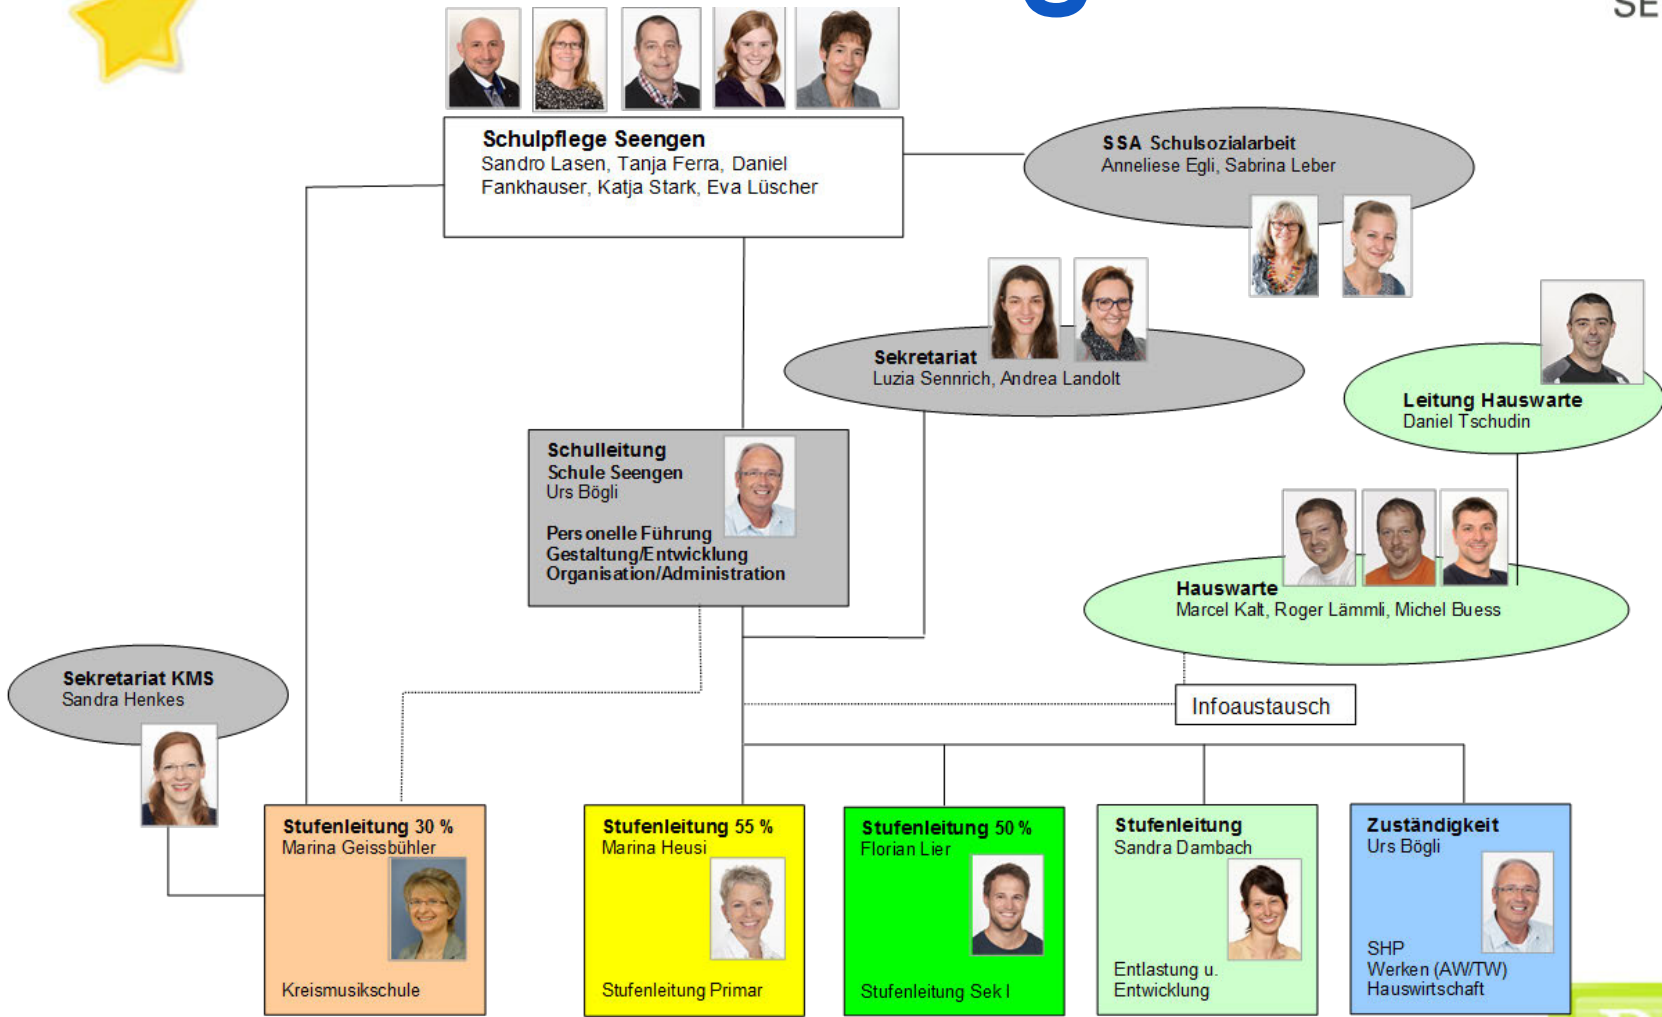 SE
Schulpflege Seengen
Sandro Lasen, Tanja Ferra, Daniel
Fankhauser, Katja Stark, Eva Lüscher
SSA Schulsozialarbeit
Anneliese Egli, Sabrina Leber
Sekretariat
Luzia Sennrich, Andrea Landolt
Leitung Hauswarte
Daniel Tschudin
Schulleitung
Schule Seengen
Urs Bögli
Personelle Führung
Gestaltung/Entwicklung
Organisation/Administration
Hauswarte
Marcel Kalt, Roger Lämmli, Michel Buess
Sekretariat KMS
Sandra Henkes
Infoaustausch
Stufenleitung 30 %
Marina Geissbühler
Kreismusikschule
Stufenleitung 55 %
Marina Heusi
Stufenleitung Primar
Stufenleitung 50 %
Florian Lier
Stufenleitung Sek I
Stufenleitung
Sandra Dambach
Entlastung u.
Entwicklung
Zuständigkeit
Urs Bögli
SHP
Werken (AW/TW)
Hauswirtschaft